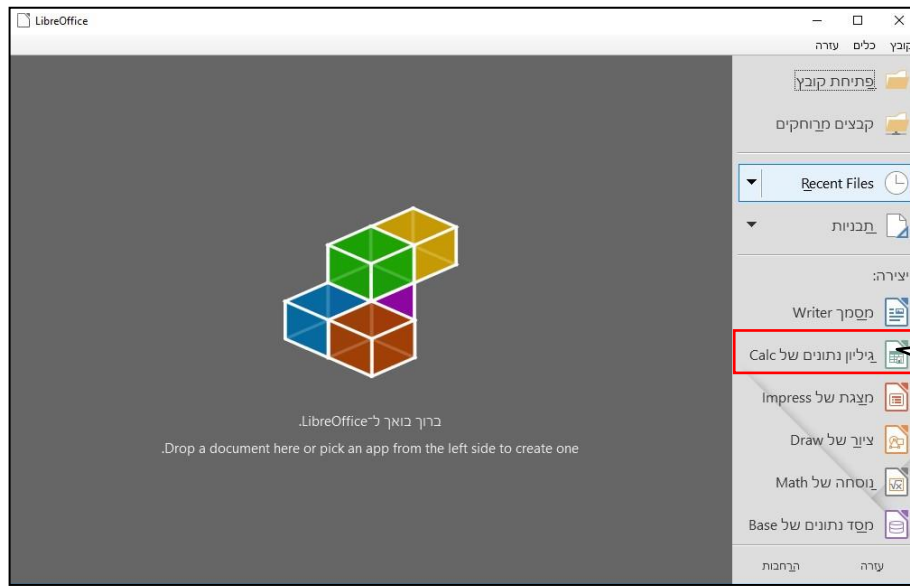 LibreOffice
קובץ כלים עזרה
פתיחת קובץ
קבצים מרוחקים
Recent Files
תבניות
יצירה:
מסמך Writer
גיליון נתונים של Calc
מצגת של Impress
ציור של Draw
נוסחה של Math
מסד נתונים של Base
עזרה הרחבות
ברוך בואך ל־LibreOffice.
.Drop a document here or pick an app from the left side to create one